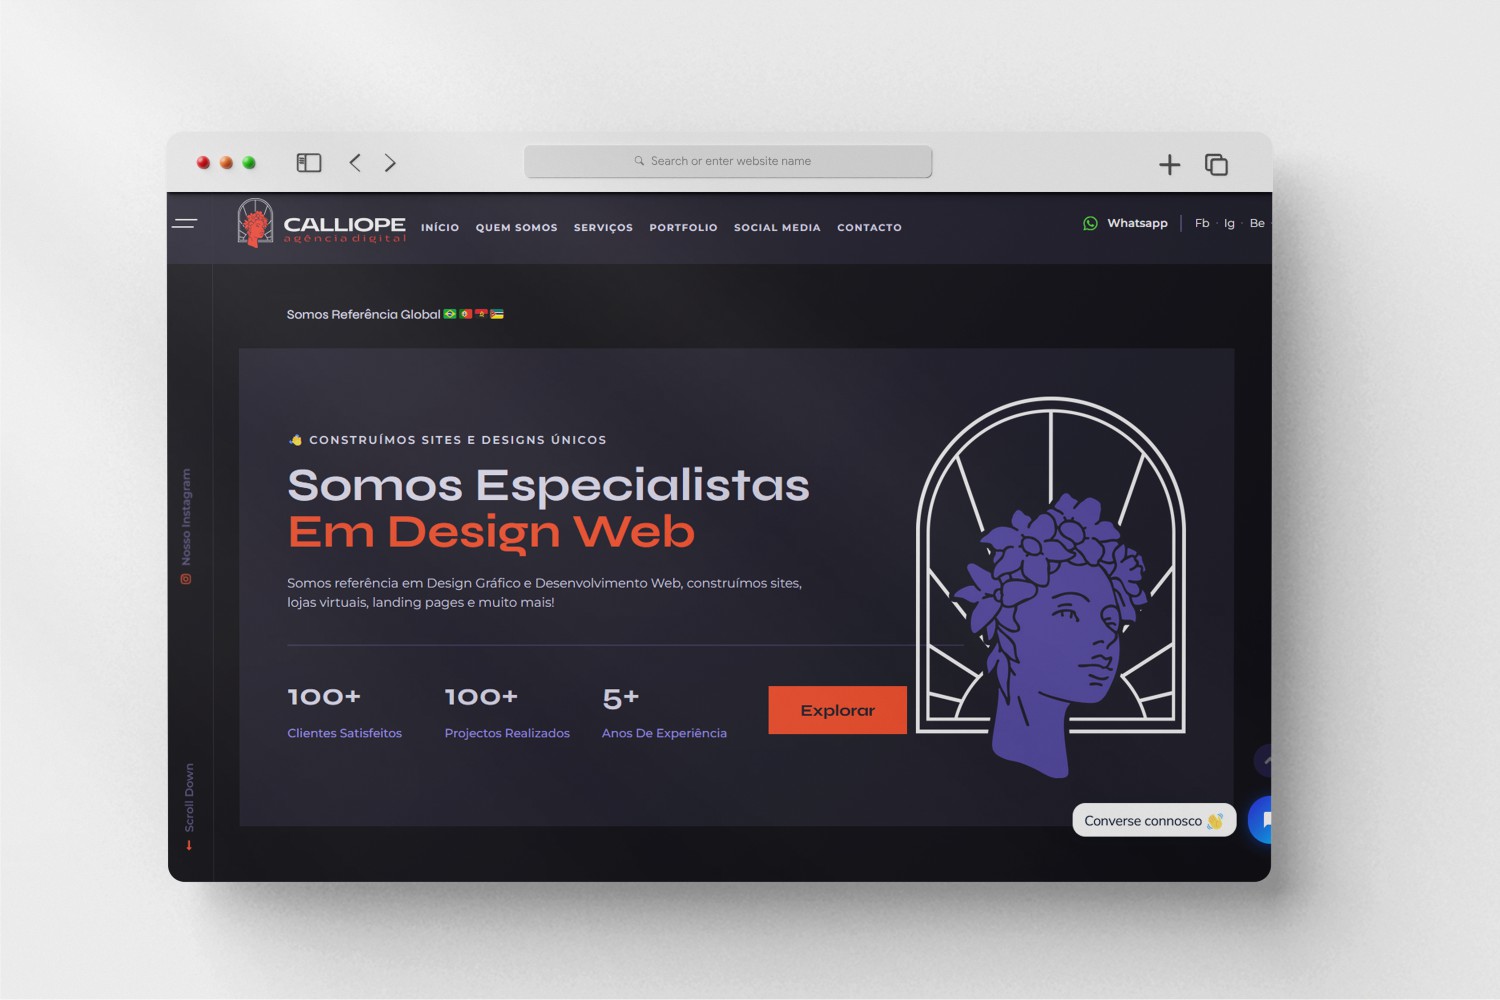 Search or enter website name
CALLIOPE
agência digital
INÍCIO QUEM SOMOS SERVIÇOS PORTFOLIO SOCIAL MEDIA CONTACTO
Whatsapp Fb · Ig · Be ·
Somos Referência Global 🇧🇷🇵🇹🇦🇴🇲🇿
👋 CONSTRUÍMOS SITES E DESIGNS ÚNICOS
Somos Especialistas
Em Design Web
Somos referência em Design Gráfico e Desenvolvimento Web, construímos sites,
lojas virtuais, landing pages e muito mais!
100+ 100+ 5+
Clientes Satisfeitos Projectos Realizados Anos De Experiência
Explorar
Nosso Instagram
Scroll Down
Converse connosco 👋